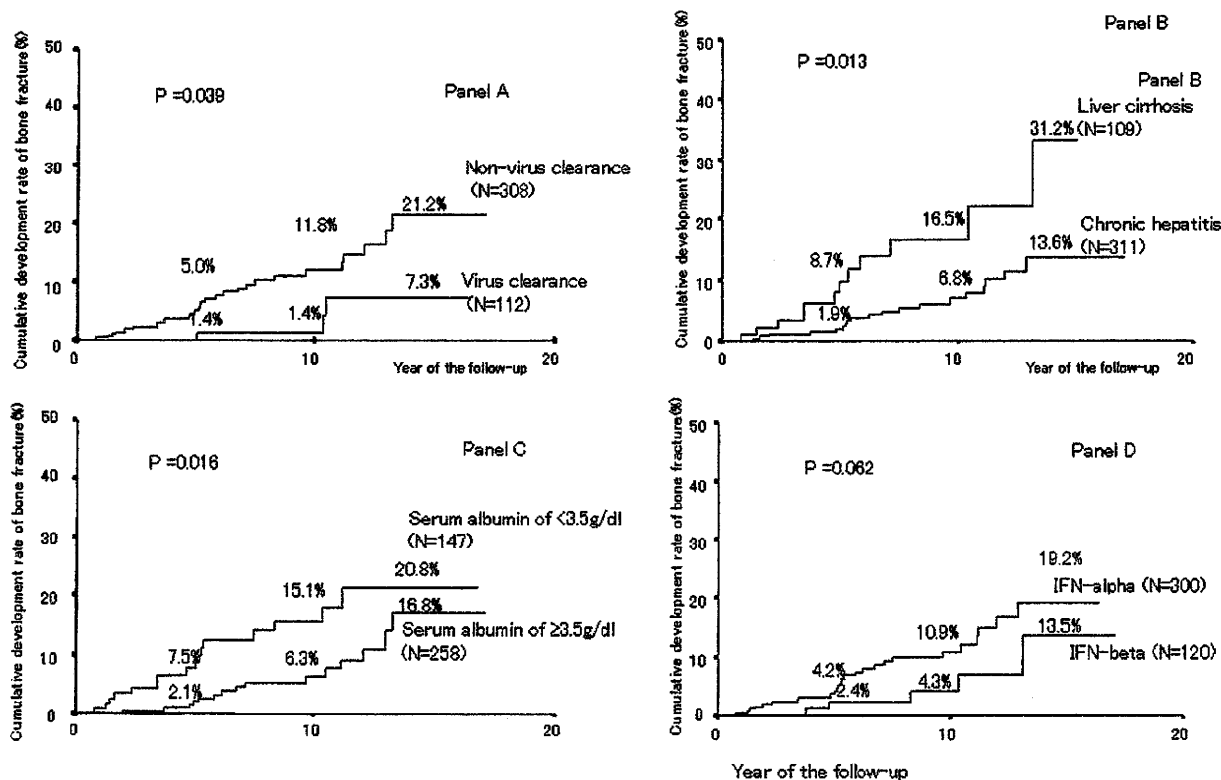 Cumulative development rate of bone fracture(%)
50
40
30
20
10
0
P =0.039
Panel A
Non-virus clearance
(N=308)
21.2%
11.8%
5.0%
Virus clearance
(N=112)
7.3%
1.4%
1.4%
0
10
20
Year of the follow-up
Panel B
Cumulative development rate of bone fracture(%)
50
40
30
20
10
0
P =0.013
Panel B
Liver cirrhosis
(N=109)
31.2%
16.5%
8.7%
Chronic hepatitis
(N=311)
13.6%
6.8%
1.9%
0
10
20
Year of the follow-up
Cumulative development rate of bone fracture(%)
50
40
30
20
10
0
P =0.016
Panel C
Serum albumin of <3.5g/dl
(N=147)
20.8%
15.1%
7.5%
16.8%
Serum albumin of ≥3.5g/dl
(N=258)
6.3%
2.1%
0
10
20
Cumulative development rate of bone fracture(%)
50
40
30
20
10
0
P =0.062
Panel D
19.2%
IFN-alpha (N=300)
10.9%
4.2%
13.5%
IFN-beta (N=120)
4.3%
2.4%
0
10
20
Year of the follow-up